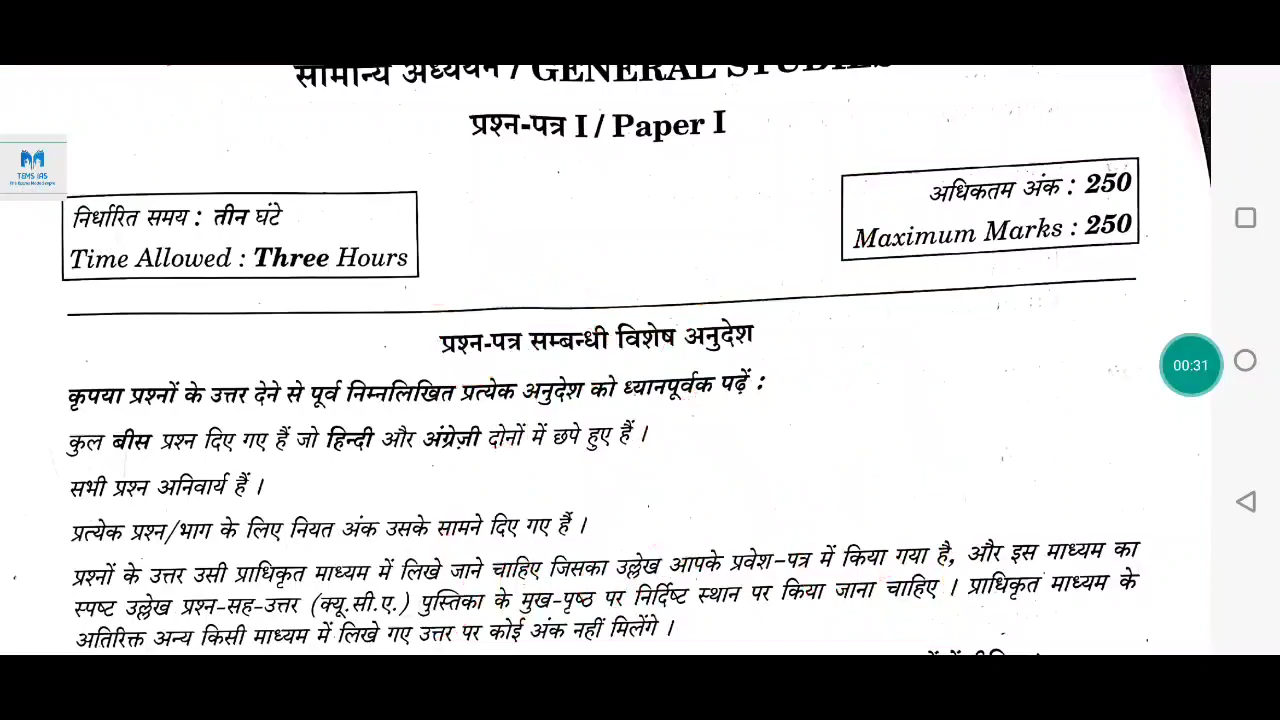 सामान्य अध्ययन / GENERAL STUDIES
प्रश्न-पत्र I / Paper I
TEMS IAS
निर्धारित समय : तीन घंटे
Time Allowed : Three Hours
अधिकतम अंक : 250
Maximum Marks : 250
प्रश्न-पत्र सम्बन्धी विशेष अनुदेश
कृपया प्रश्नों के उत्तर देने से पूर्व निम्नलिखित प्रत्येक अनुदेश को ध्यानपूर्वक पढ़ें :
00:31
कुल बीस प्रश्न दिए गए हैं जो हिन्दी और अंग्रेज़ी दोनों में छपे हुए हैं ।
सभी प्रश्न अनिवार्य हैं ।
प्रत्येक प्रश्न/भाग के लिए नियत अंक उसके सामने दिए गए हैं ।
प्रश्नों के उत्तर उसी प्राधिकृत माध्यम में लिखे जाने चाहिए जिसका उल्लेख आपके प्रवेश-पत्र में किया गया है, और इस माध्यम का
स्पष्ट उल्लेख प्रश्न-सह-उत्तर (क्यू.सी.ए.) पुस्तिका के मुख-पृष्ठ पर निर्दिष्ट स्थान पर किया जाना चाहिए । प्राधिकृत माध्यम के
अतिरिक्त अन्य किसी माध्यम में लिखे गए उत्तर पर कोई अंक नहीं मिलेंगे ।